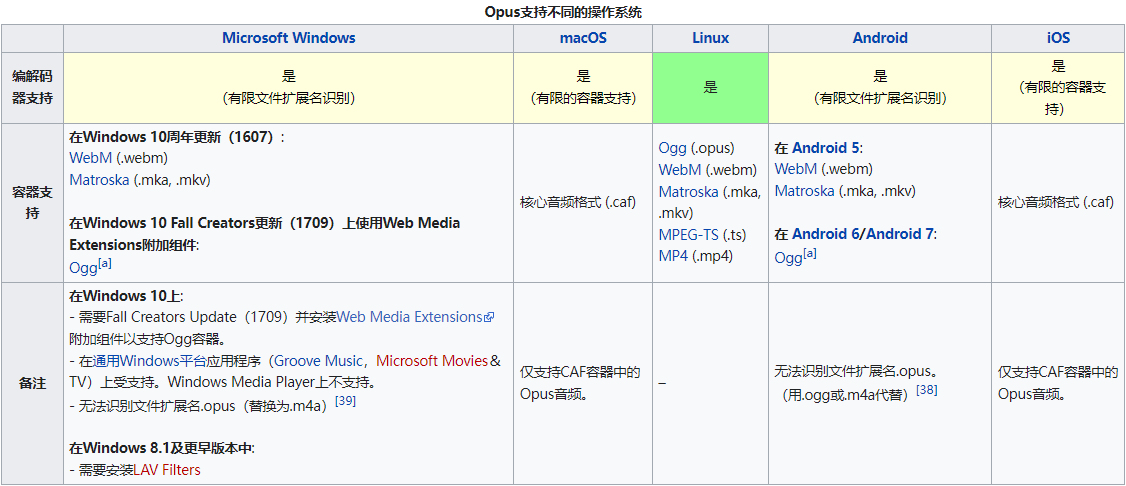 Opus支持不同的操作系统
Microsoft Windows
macOS
Linux
Android
iOS
编解码
器支持
是
（有限文件扩展名识别）
是
（有限的容器支持）
是
是
（有限文件扩展名识别）
是
（有限的容器支
持）
容器支
持
在Windows 10周年更新（1607）:
WebM (.webm)
Matroska (.mka, .mkv)
在Windows 10 Fall Creators更新（1709）上使用Web Media
Extensions附加组件:
Ogg[a]
核心音频格式 (.caf)
Ogg (.opus)
WebM (.webm)
Matroska (.mka,
.mkv)
MPEG-TS (.ts)
MP4 (.mp4)
在 Android 5:
WebM (.webm)
Matroska (.mka, .mkv)
在 Android 6/Android 7:
Ogg[a]
核心音频格式 (.caf)
备注
在Windows 10上:
- 需要Fall Creators Update（1709）并安装Web Media Extensions
附加组件以支持Ogg容器。
- 在通用Windows平台应用程序（Groove Music，Microsoft Movies＆
TV）上受支持。Windows Media Player上不支持。
- 无法识别文件扩展名.opus（替换为.m4a）[39]
在Windows 8.1及更早版本中:
- 需要安装LAV Filters
仅支持CAF容器中的
Opus音频。
–
无法识别文件扩展名.opus。
（用.ogg或.m4a代替）[38]
仅支持CAF容器中的
Opus音频。